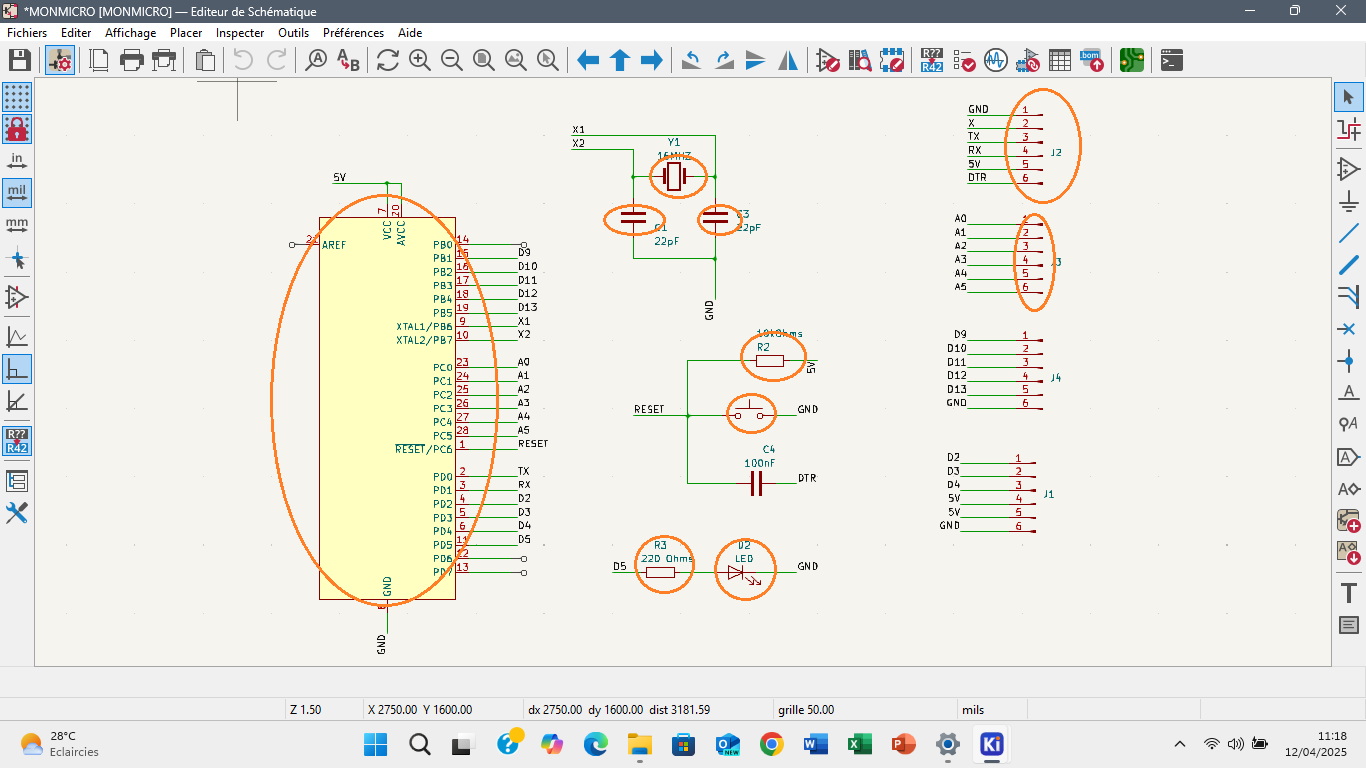 *MONMICRO [MONMICRO] — Editeur de Schématique
Fichiers Editer Affichage Placer Inspecter Outils Préférences Aide
R??
R42
bom
in
mil
mm
R??
R42
A
A
A
A
T
5V
7
20
VCC
AVCC
21
AREF
PB0 14
PB1 15 D9
PB2 16 D10
PB3 17 D11
PB4 18 D12
PB5 19 D13
XTAL1/PB6 9 X1
XTAL2/PB7 10 X2
PC0 23 A0
PC1 24 A1
PC2 25 A2
PC3 26 A3
PC4 27 A4
PC5 28 A5
RESET/PC6 1 RESET
PD0 2 TX
PD1 3 RX
PD2 4 D2
PD3 5 D3
PD4 6 D4
PD5 11 D5
PD6 12
PD7 13
GND
8
GND
X1
X2
Y1
16MHZ
C1
22pF
C3
22pF
GND
10kOhms
R2
5V
RESET
GND
C4
100nF
DTR
R3
220 Ohms
D2
LED
D5
GND
GND 1
X 2
TX 3
RX 4
5V 5
DTR 6
J2
A0 1
A1 2
A2 3
A3 4
A4 5
A5 6
J3
D9 1
D10 2
D11 3
D12 4
D13 5
GND 6
J4
D2 1
D3 2
D4 3
5V 4
5V 5
GND 6
J1
Z 1.50 X 2750.00 Y 1600.00 dx 2750.00 dy 1600.00 dist 3181.59 grille 50.00 mils
28°C
Eclaircies
NEW
Ki
11:18
12/04/2025